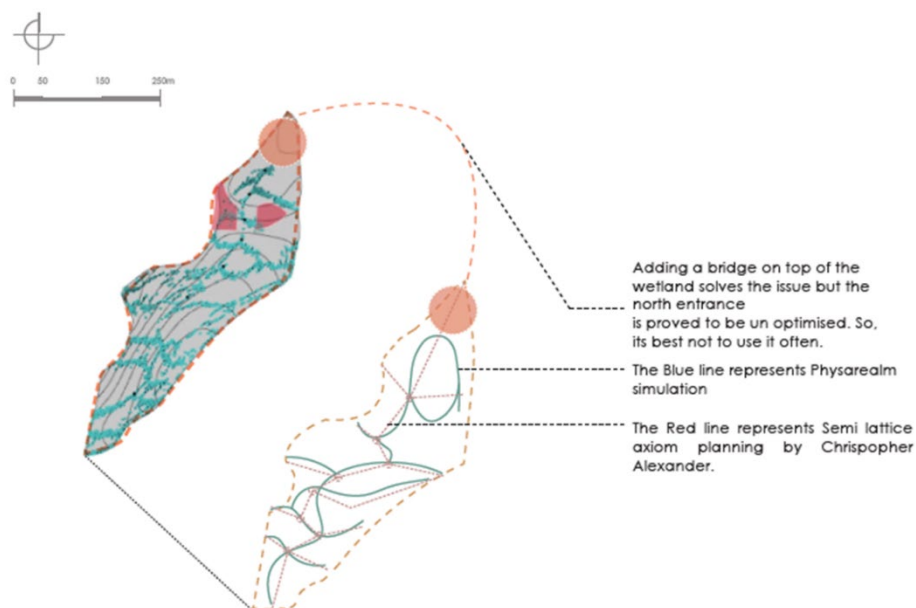 0 50 150 250m
Adding a bridge on top of the
wetland solves the issue but the
north entrance
is proved to be un optimised. So,
its best not to use it often.
The Blue line represents Physarealm
simulation
The Red line represents Semi lattice
axiom planning by Chrispopher
Alexander.